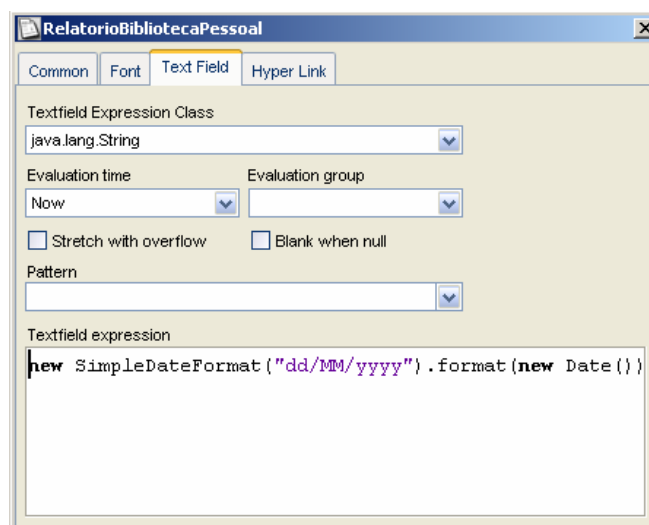 RelatorioBibliotecaPessoal
Common Font Text Field Hyper Link
Textfield Expression Class
java.lang.String
Evaluation time Evaluation group
Now
Stretch with overflow Blank when null
Pattern
Textfield expression
new SimpleDateFormat("dd/MM/yyyy").format(new Date())